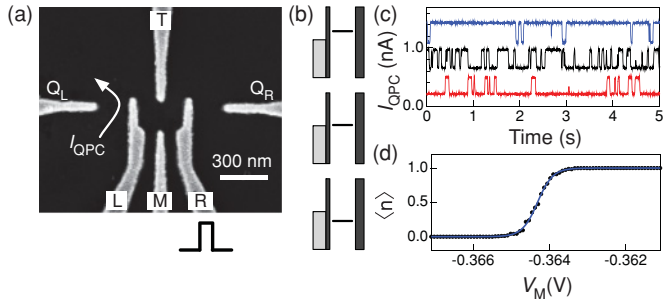 (a)
T
Q_L
Q_R
I_QPC
300 nm
L
M
R
(b)
(c)
I_QPC (nA)
1.0
0.0
0
1
2
3
4
5
Time (s)
(d)
⟨n⟩
1.0
0.5
0.0
-0.366
-0.364
-0.362
V_M(V)